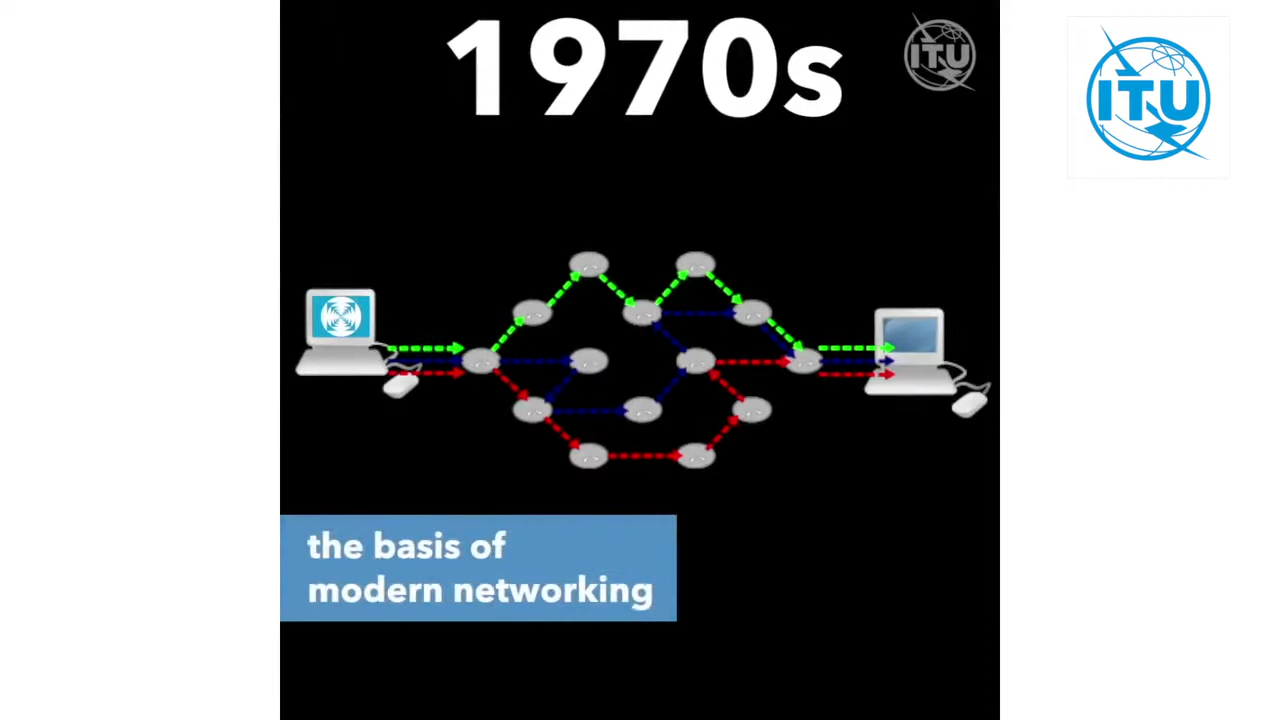 1970s
ITU
ITU
the basis of
modern networking